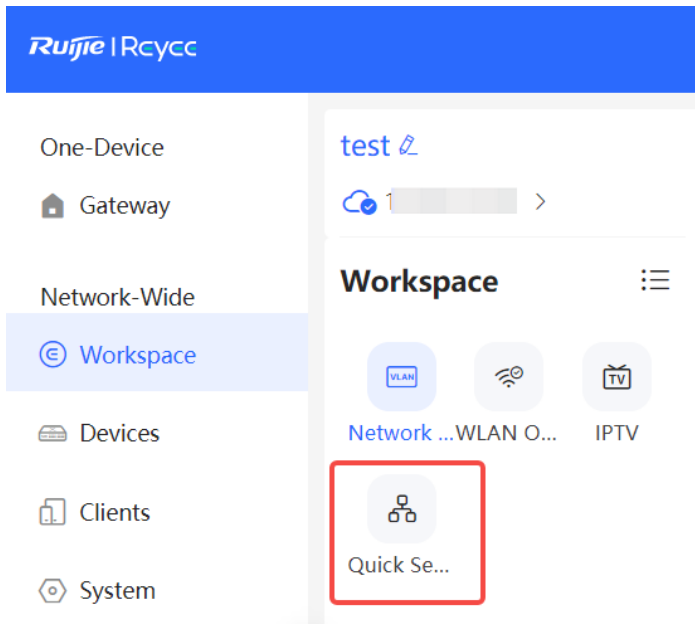 Ruijie | Reyee
One-Device
Gateway
Network-Wide
Workspace
Devices
Clients
System
test
1
Workspace
VLAN
Network ...
WLAN O...
TV
IPTV
Quick Se...